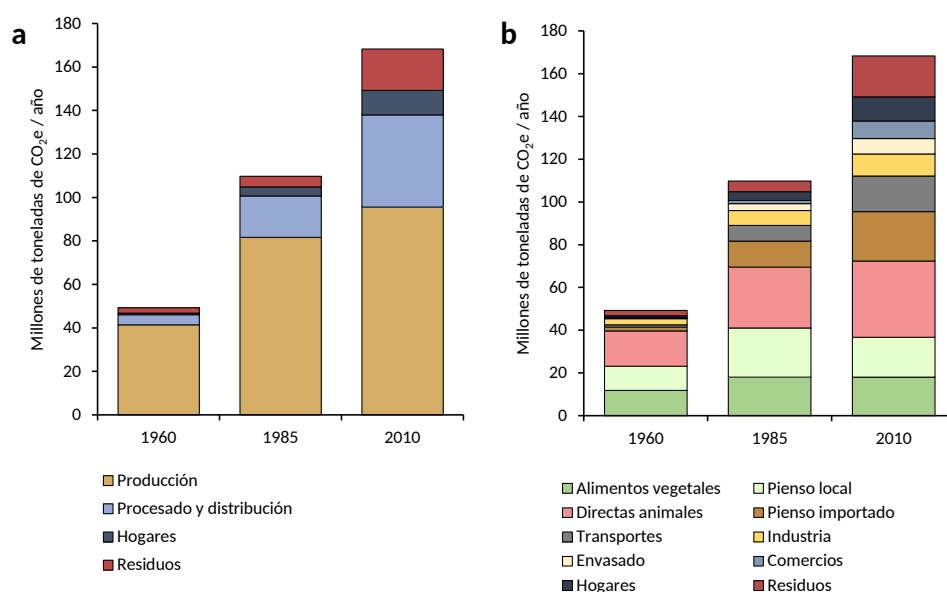 a
Millones de toneladas de CO₂e / año
180
160
140
120
100
80
60
40
20
0
1960
1985
2010
Producción
Procesado y distribución
Hogares
Residuos
b
Millones de toneladas de CO₂e / año
180
160
140
120
100
80
60
40
20
0
1960
1985
2010
Alimentos vegetales
Pienso local
Directas animales
Pienso importado
Transportes
Industria
Envasado
Comercios
Hogares
Residuos